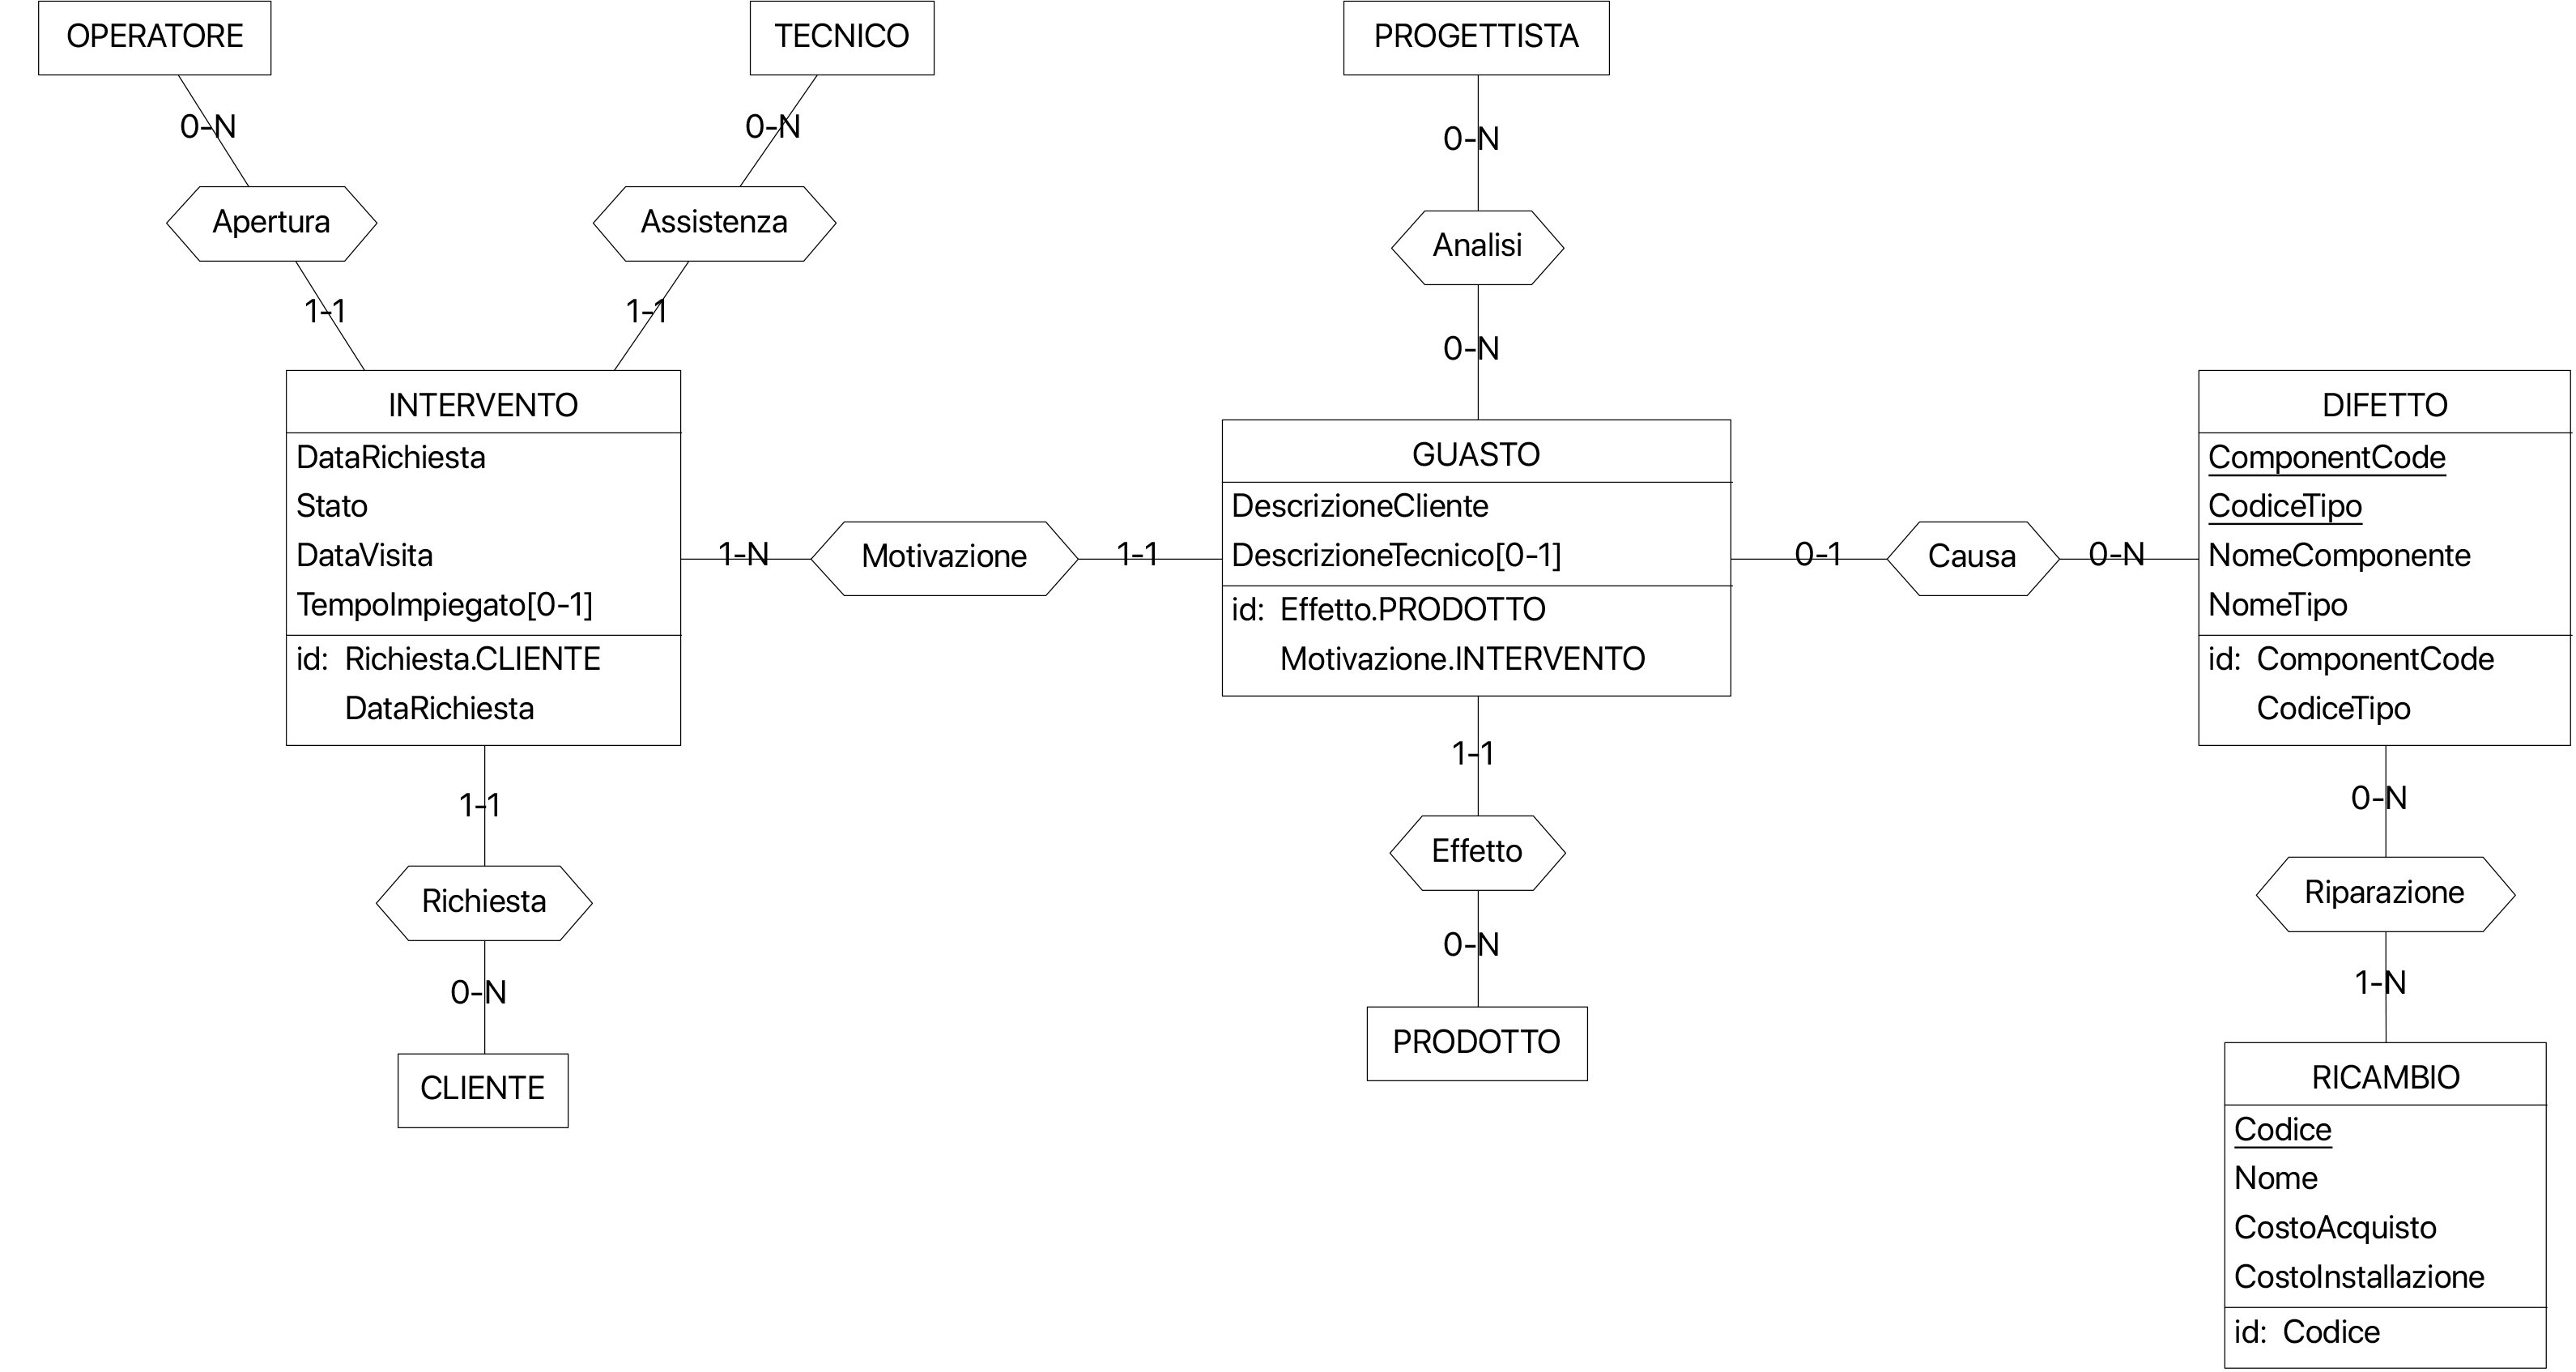 OPERATORE
TECNICO
PROGETTISTA
0-N
0-N
0-N
Apertura
Assistenza
Analisi
1-1
1-1
0-N
INTERVENTO
DataRichiesta
Stato
DataVisita
TempoImpiegato[0-1]
id: Richiesta.CLIENTE
DataRichiesta
1-N
Motivazione
1-1
GUASTO
DescrizioneCliente
DescrizioneTecnico[0-1]
id: Effetto.PRODOTTO
Motivazione.INTERVENTO
0-1
Causa
0-N
DIFETTO
ComponentCode
CodiceTipo
NomeComponente
NomeTipo
id: ComponentCode
CodiceTipo
1-1
Richiesta
0-N
CLIENTE
1-1
Effetto
0-N
PRODOTTO
0-N
Riparazione
1-N
RICAMBIO
Codice
Nome
CostoAcquisto
CostoInstallazione
id: Codice